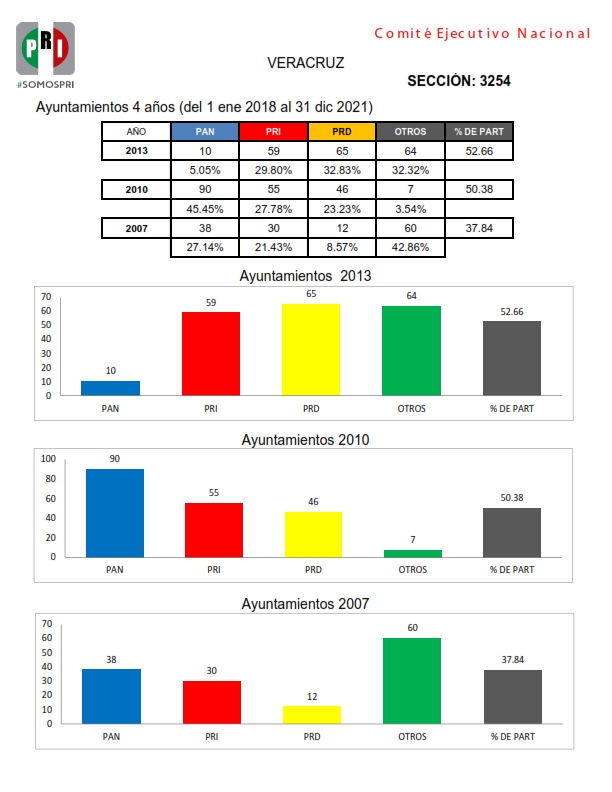 Comité Ejecutivo Nacional
PRI
#SOMOSPRI
VERACRUZ
SECCIÓN: 3254
Ayuntamientos 4 años (del 1 ene 2018 al 31 dic 2021)
AÑO PAN PRI PRD OTROS % DE PART
2013 10 59 65 64 52.66
5.05% 29.80% 32.83% 32.32%
2010 90 55 46 7 50.38
45.45% 27.78% 23.23% 3.54%
2007 38 30 12 60 37.84
27.14% 21.43% 8.57% 42.86%
Ayuntamientos 2013
70
60
50
40
30
20
10
0
10 59 65 64 52.66
PAN PRI PRD OTROS % DE PART
Ayuntamientos 2010
100
80
60
40
20
0
90 55 46 7 50.38
PAN PRI PRD OTROS % DE PART
Ayuntamientos 2007
70
60
50
40
30
20
10
0
38 30 12 60 37.84
PAN PRI PRD OTROS % DE PART